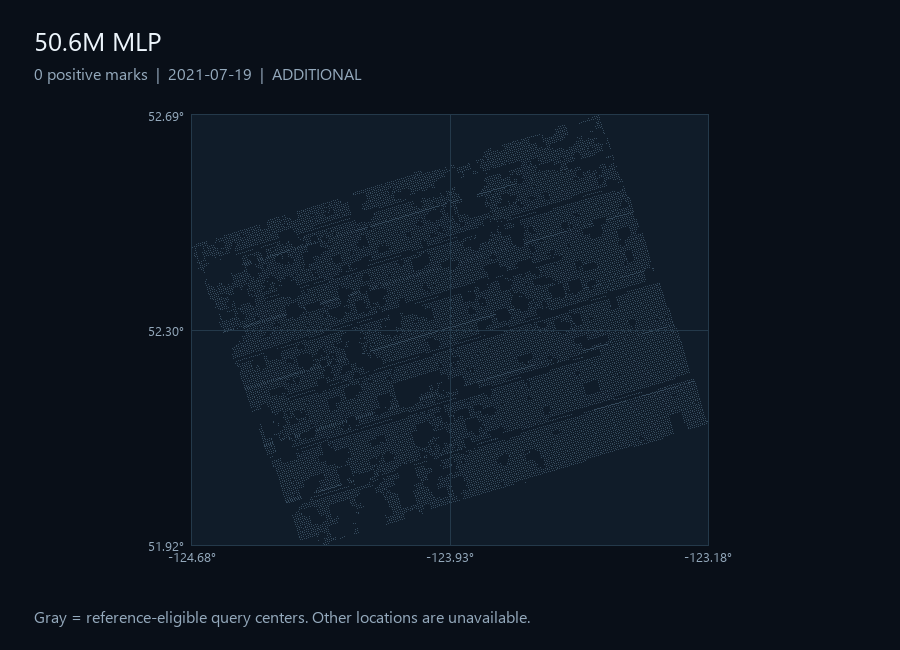 50.6M MLP
0 positive marks | 2021-07-19 | ADDITIONAL
52.69°
52.30°
51.92°
-124.68°
-123.93°
-123.18°
Gray = reference-eligible query centers. Other locations are unavailable.